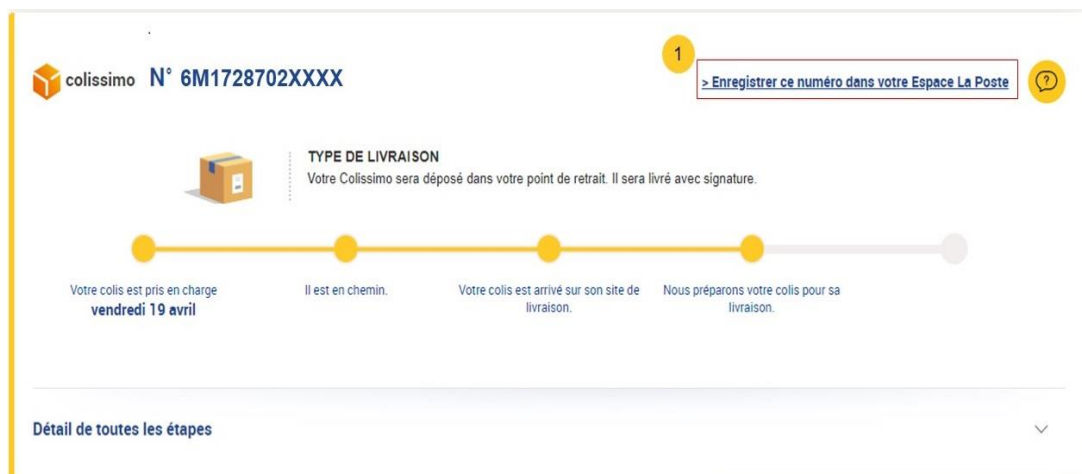 colissimo N° 6M1728702XXXX
1
> Enregistrer ce numéro dans votre Espace La Poste
?
TYPE DE LIVRAISON
Votre Colissimo sera déposé dans votre point de retrait. Il sera livré avec signature.
Votre colis est pris en charge
vendredi 19 avril
Il est en chemin.
Votre colis est arrivé sur son site de
livraison.
Nous préparons votre colis pour sa
livraison.
Détail de toutes les étapes